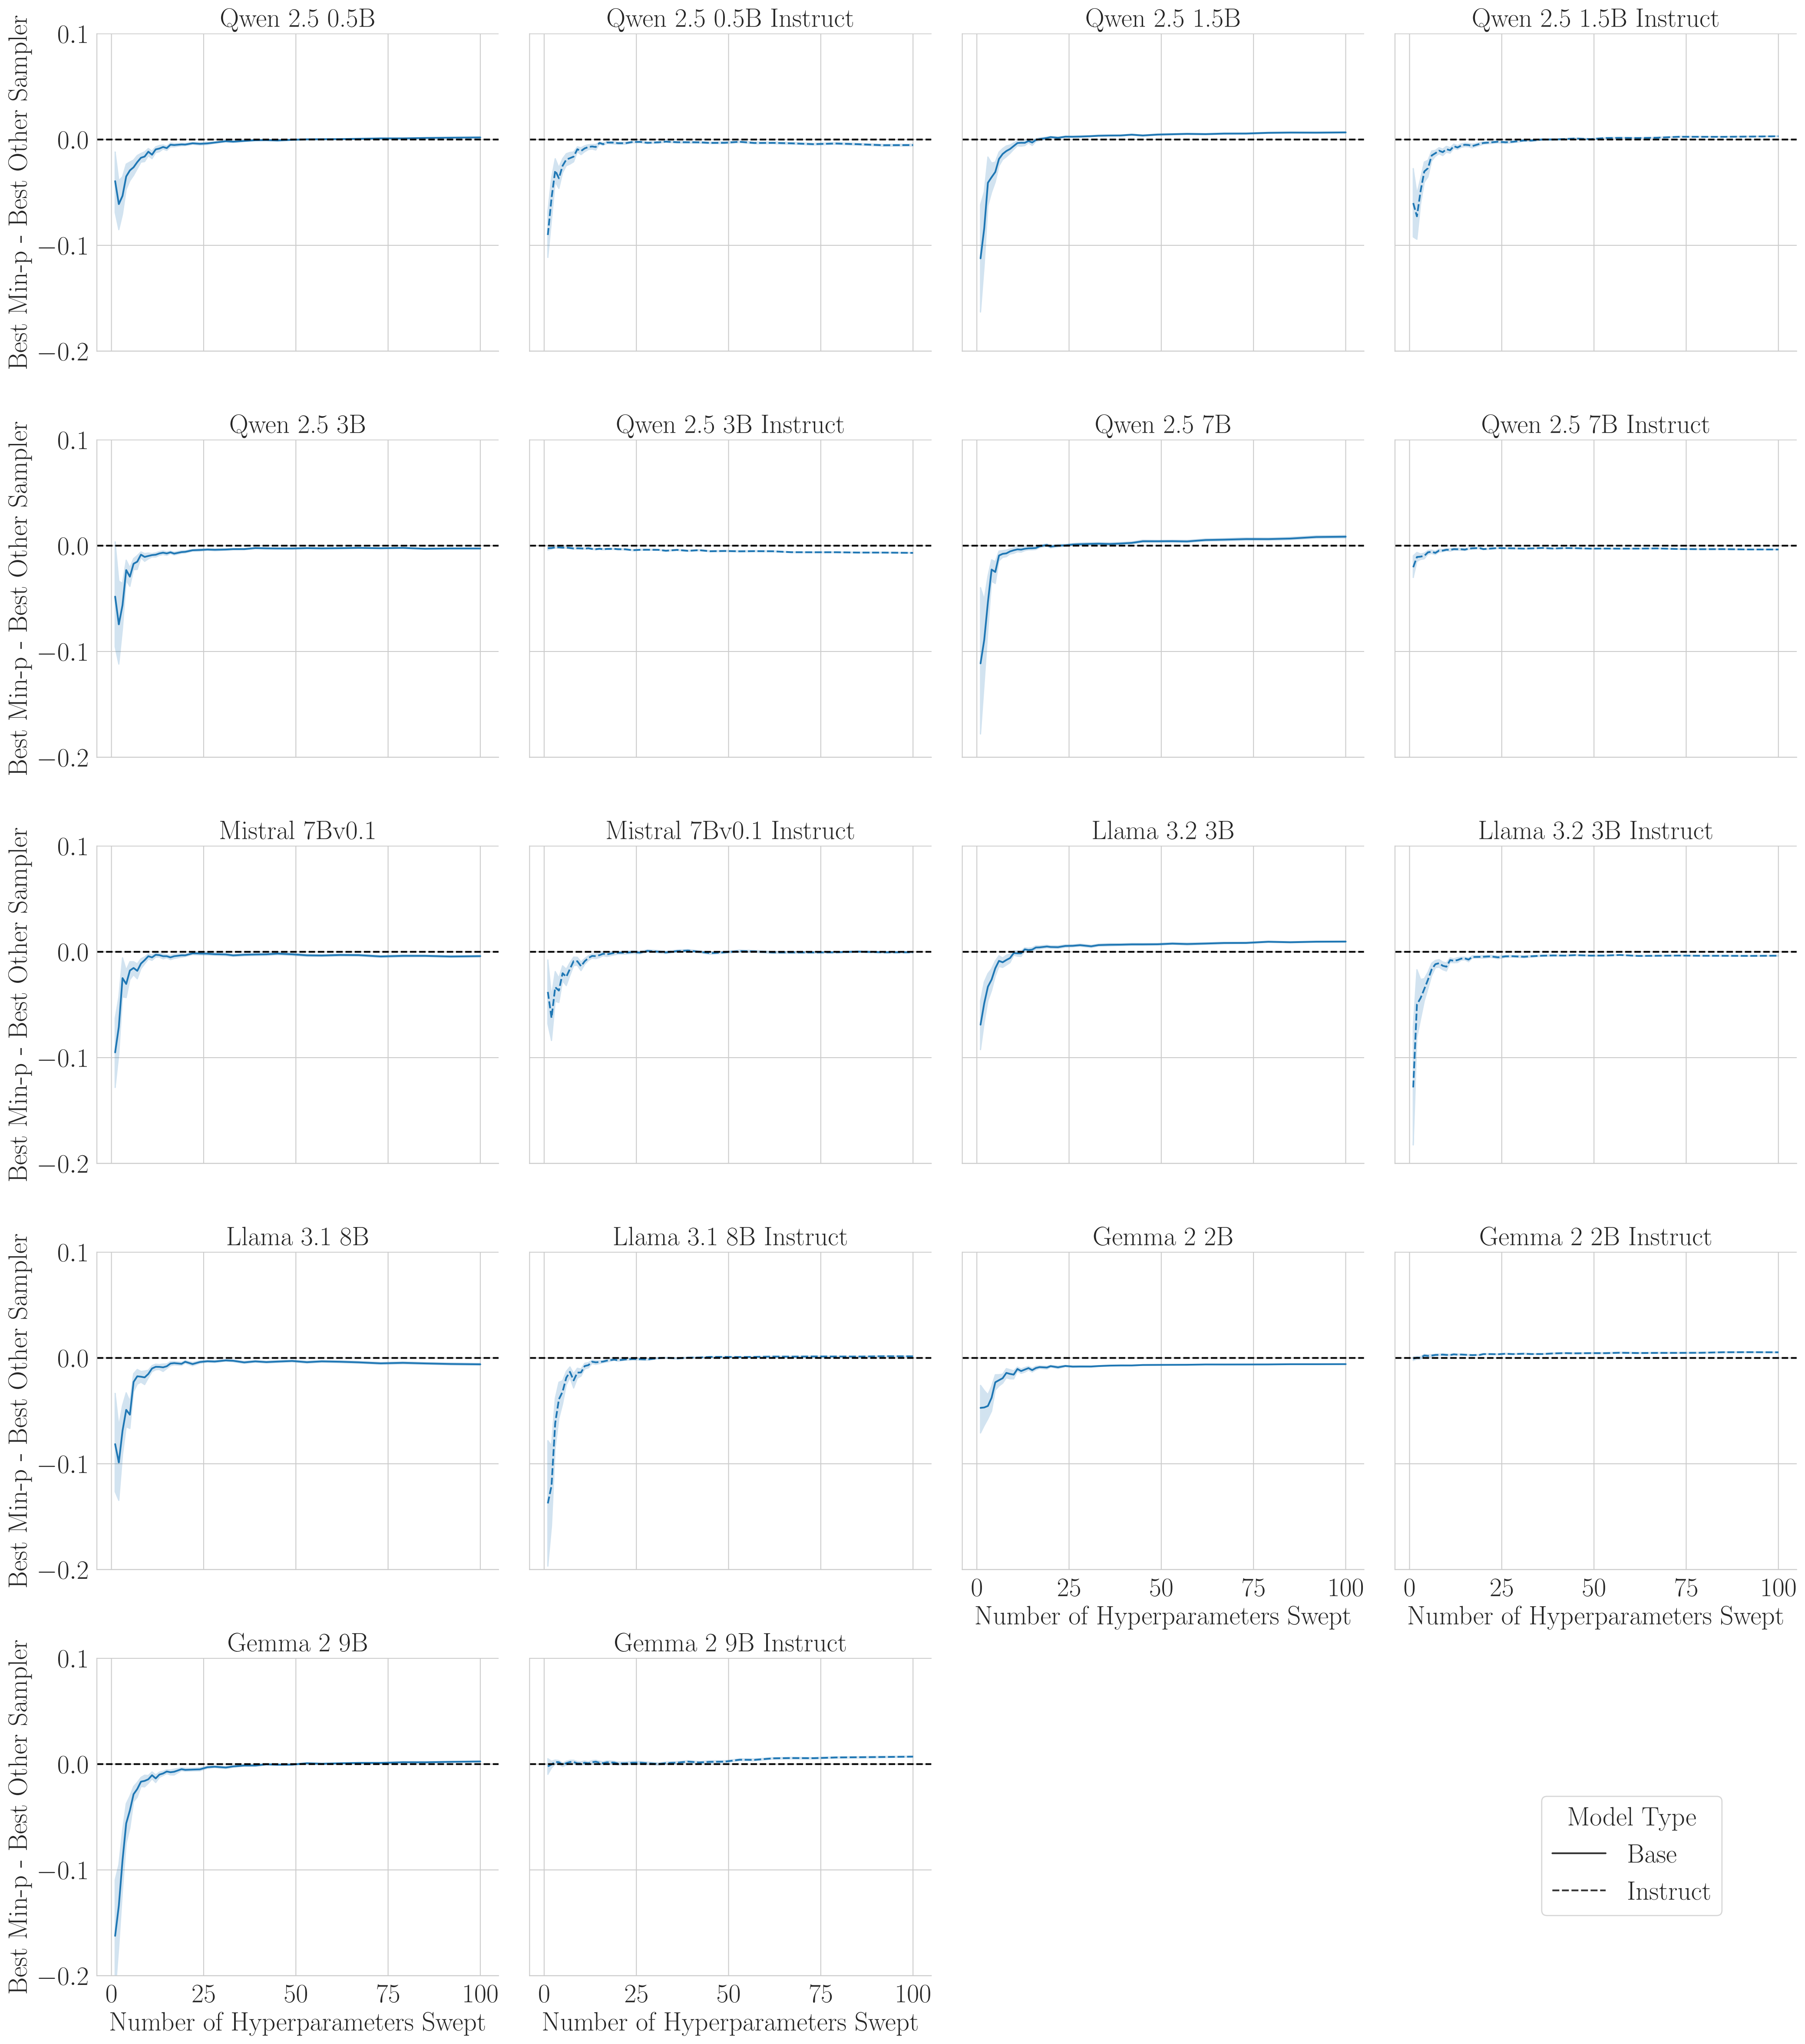 Qwen 2.5 0.5B
Qwen 2.5 0.5B Instruct
Qwen 2.5 1.5B
Qwen 2.5 1.5B Instruct
Best Min-p - Best Other Sampler
0.1
0.0
−0.1
−0.2
Qwen 2.5 3B
Qwen 2.5 3B Instruct
Qwen 2.5 7B
Qwen 2.5 7B Instruct
Best Min-p - Best Other Sampler
0.1
0.0
−0.1
−0.2
Mistral 7Bv0.1
Mistral 7Bv0.1 Instruct
Llama 3.2 3B
Llama 3.2 3B Instruct
Best Min-p - Best Other Sampler
0.1
0.0
−0.1
−0.2
Llama 3.1 8B
Llama 3.1 8B Instruct
Gemma 2 2B
Gemma 2 2B Instruct
Best Min-p - Best Other Sampler
0.1
0.0
−0.1
−0.2
0 25 50 75 100
Number of Hyperparameters Swept
0 25 50 75 100
Number of Hyperparameters Swept
Gemma 2 9B
Gemma 2 9B Instruct
Best Min-p - Best Other Sampler
0.1
0.0
−0.1
−0.2
0 25 50 75 100
Number of Hyperparameters Swept
0 25 50 75 100
Number of Hyperparameters Swept
Model Type
Base
Instruct